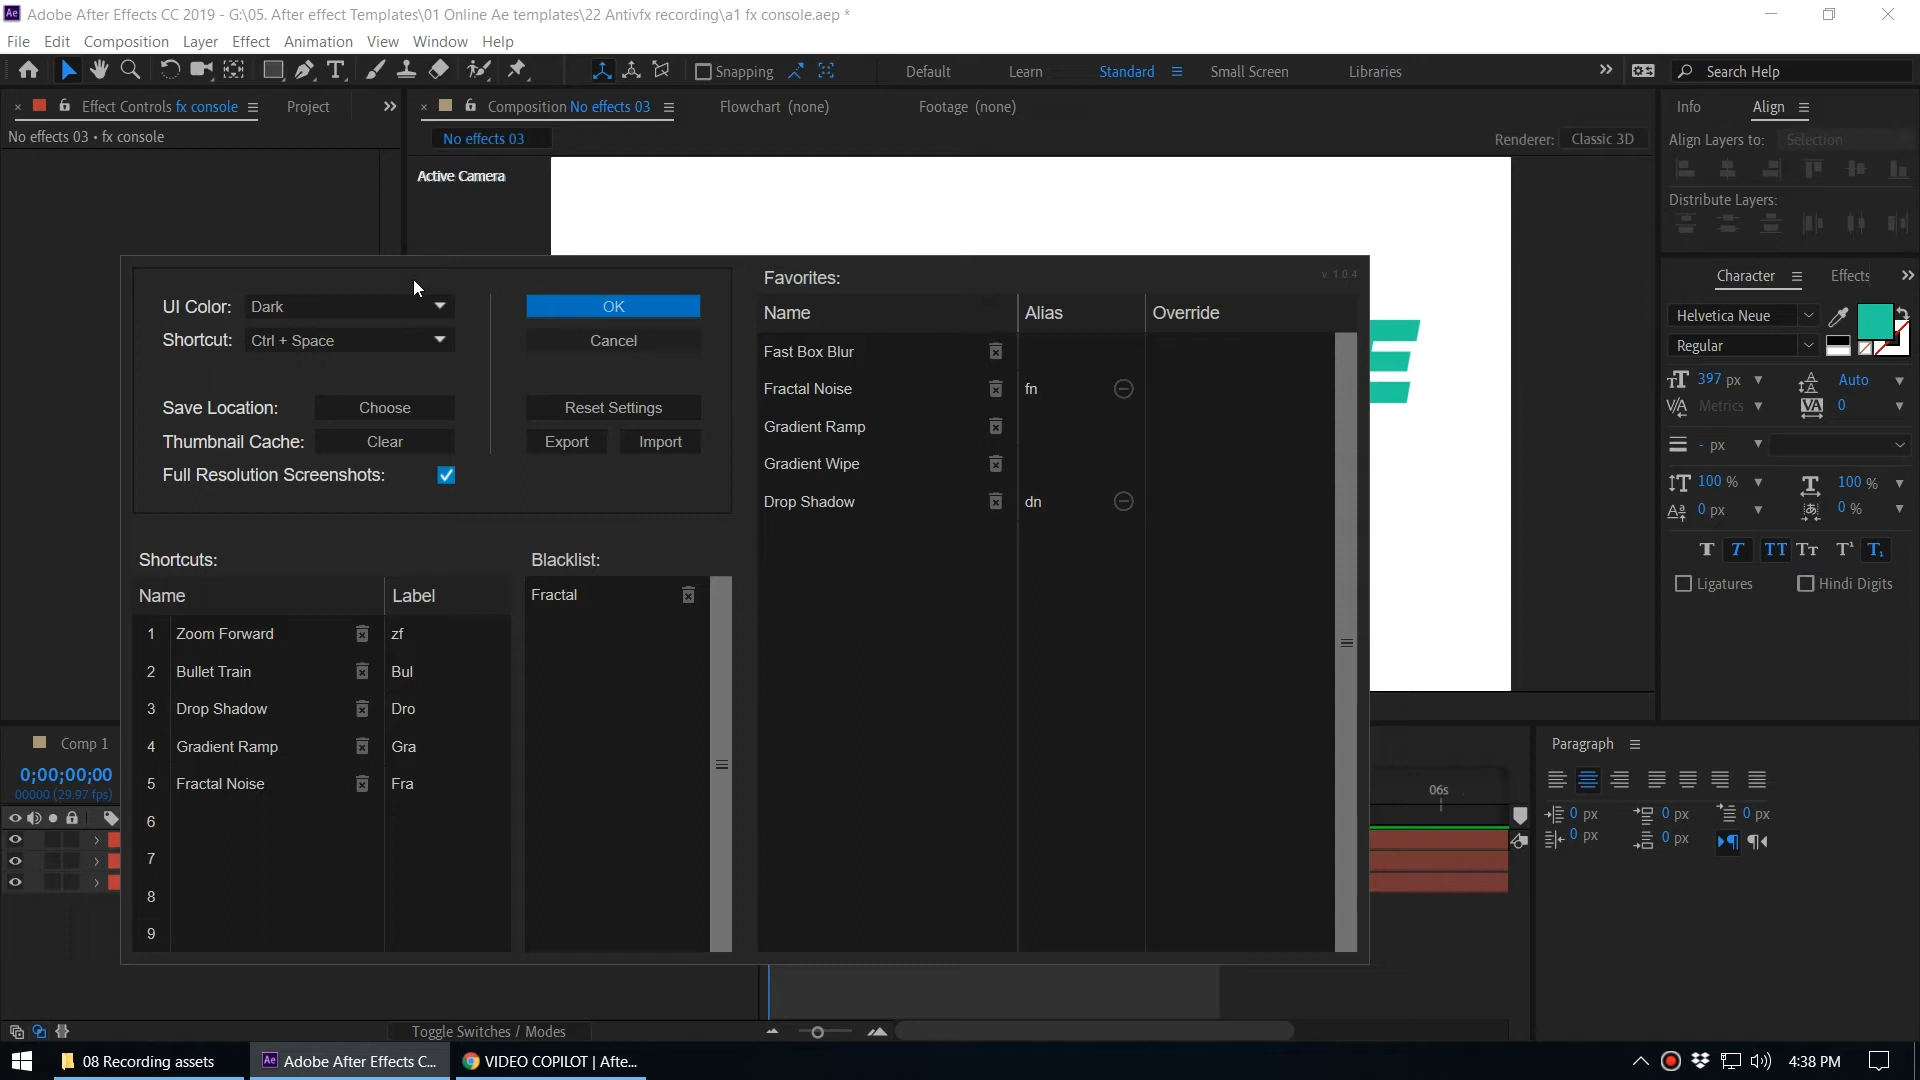 Adobe After Effects CC 2019 - G:\05. After effect Templates\01 Online Ae templates\22 Antivfx recording\a1 fx console.aep *
File Edit Composition Layer Effect Animation View Window Help
Snapping Default Learn Standard Small Screen Libraries Search Help
Effect Controls fx console Project Composition No effects 03 Flowchart (none) Footage (none) Info Align
No effects 03 • fx console No effects 03 Renderer: Classic 3D Align Layers to: Selection
Active Camera
Distribute Layers:
Character Effects
Helvetica Neue
Regular
397 px Auto
Metrics 0
- px
100 % 100 %
0 px 0 %
Ligatures Hindi Digits
UI Color: Dark OK
Shortcut: Ctrl + Space Cancel
Save Location: Choose Reset Settings
Thumbnail Cache: Clear Export Import
Full Resolution Screenshots:
Favorites: v. 1.0.4
Name Alias Override
Fast Box Blur
Fractal Noise fn
Gradient Ramp
Gradient Wipe
Drop Shadow dn
Shortcuts: Blacklist:
Name Label Fractal
1 Zoom Forward zf
2 Bullet Train Bul
3 Drop Shadow Dro
4 Gradient Ramp Gra
5 Fractal Noise Fra
6
7
8
9
Comp 1
0;00;00;00
00000 (29.97 fps)
06s
Paragraph
0 px 0 px 0 px
0 px 0 px
Toggle Switches / Modes
08 Recording assets Adobe After Effects C... VIDEO COPILOT | Afte... 4:38 PM